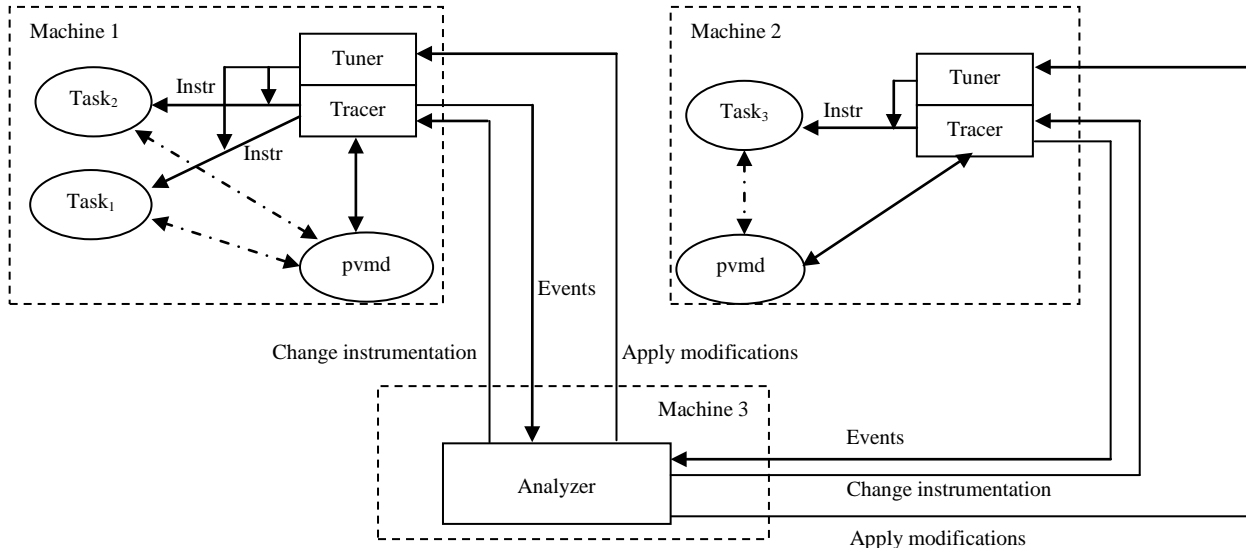 Machine 1
Tuner
Tracer
Instr
Instr
Task₂
Task₁
pvmd
Machine 2
Tuner
Tracer
Instr
Task₃
pvmd
Events
Change instrumentation
Apply modifications
Machine 3
Analyzer
Events
Change instrumentation
Apply modifications